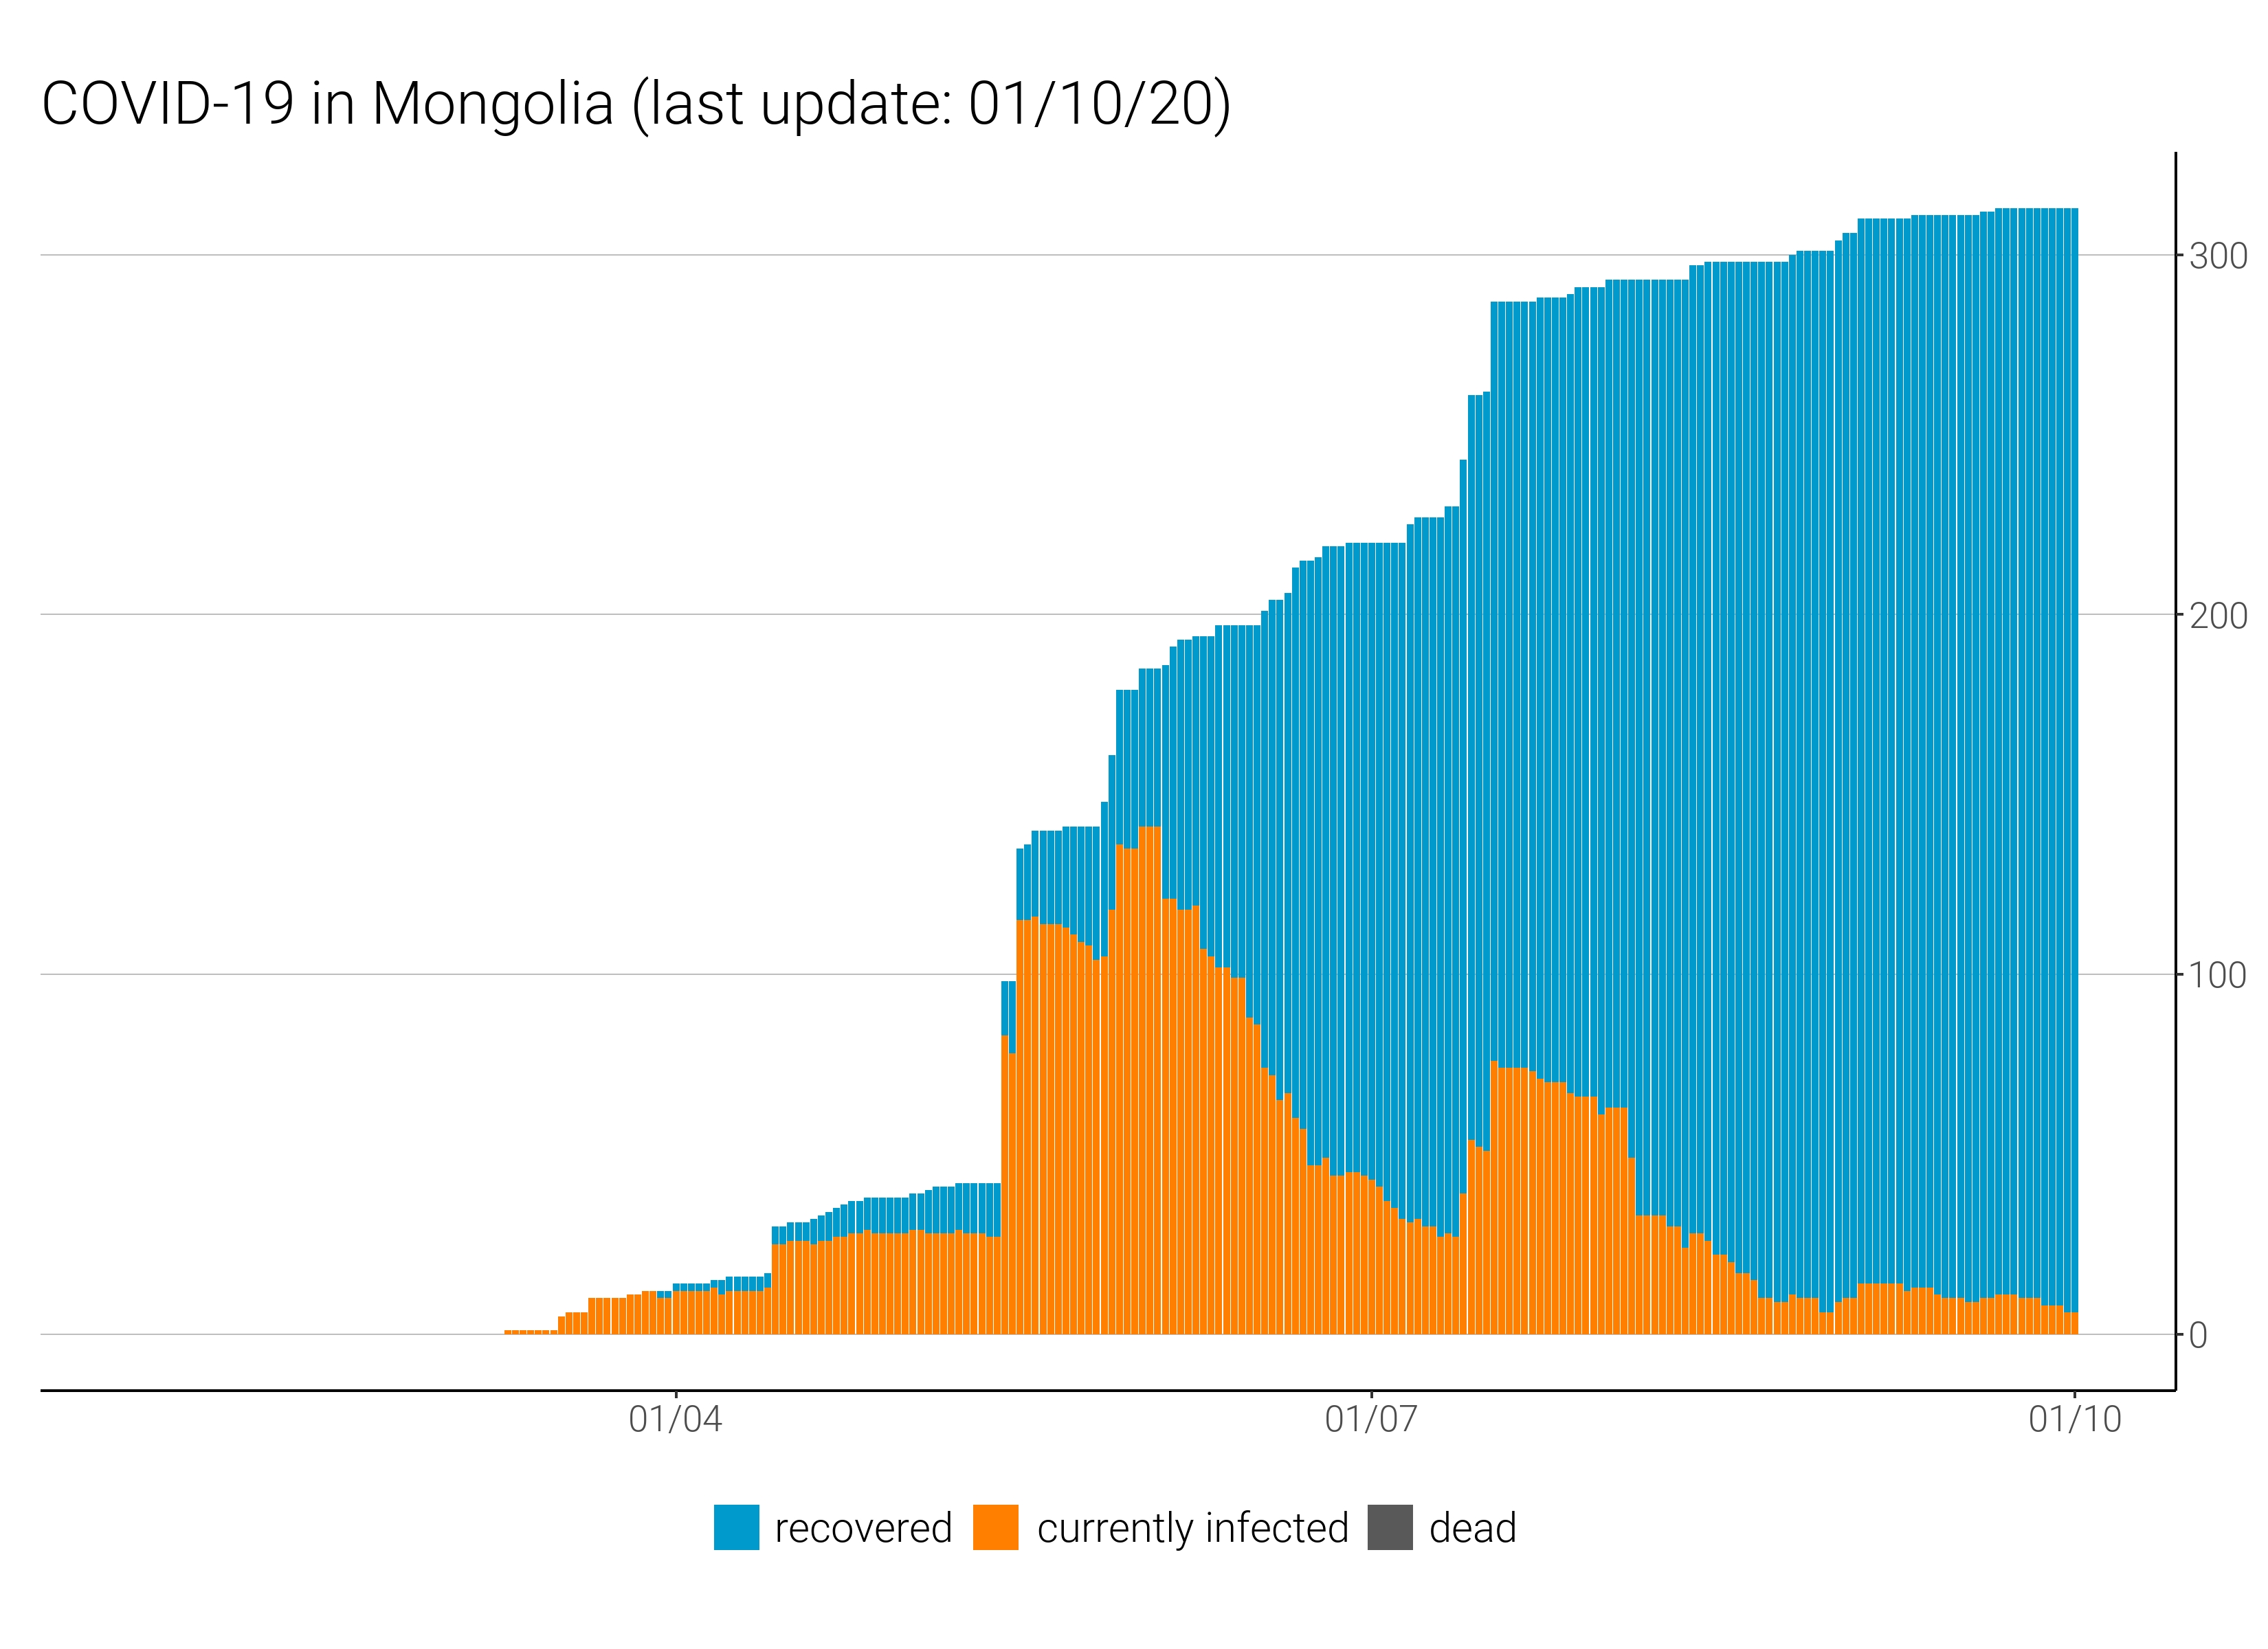 COVID-19 in Mongolia (last update: 01/10/20)
300
200
100
0
01/04 01/07 01/10
recovered currently infected dead